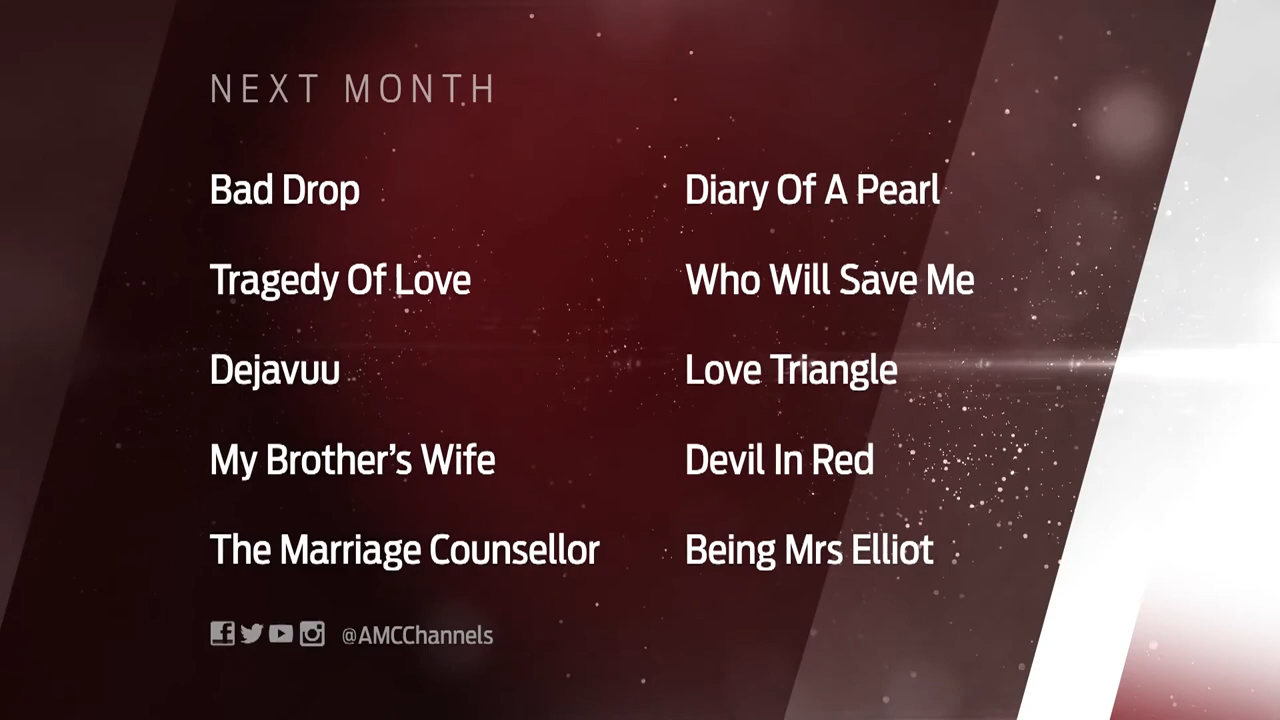 NEXT MONTH
Bad Drop
Tragedy Of Love
Dejavuu
My Brother's Wife
The Marriage Counsellor
Diary Of A Pearl
Who Will Save Me
Love Triangle
Devil In Red
Being Mrs Elliot
@AMCChannels